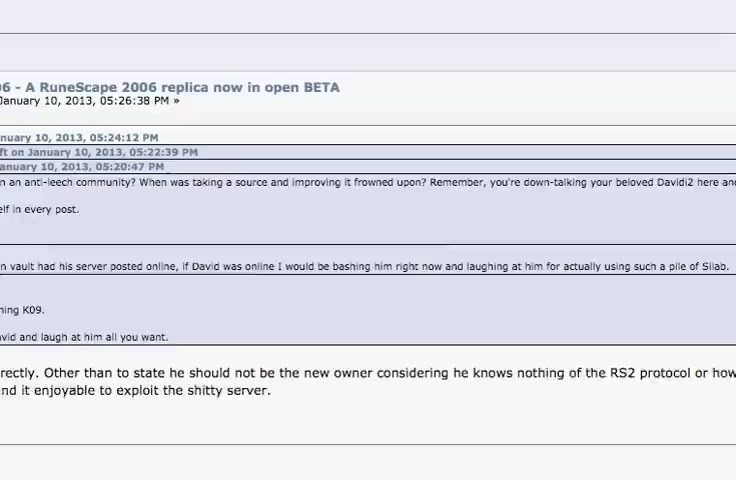 06 - A RuneScape 2006 replica now in open BETA
January 10, 2013, 05:26:38 PM »
nuary 10, 2013, 05:24:12 PM
ft on January 10, 2013, 05:22:39 PM
anuary 10, 2013, 05:20:47 PM
n an anti-leech community? When was taking a source and improving it frowned upon? Remember, you're down-talking your beloved Davidi2 here and
elf in every post.
n vault had his server posted online, if David was online I would be bashing him right now and laughing at him for actually using such a pile of Silab.
ning K09.
avid and laugh at him all you want.
rectly. Other than to state he should not be the new owner considering he knows nothing of the RS2 protocol or how
nd it enjoyable to exploit the shitty server.